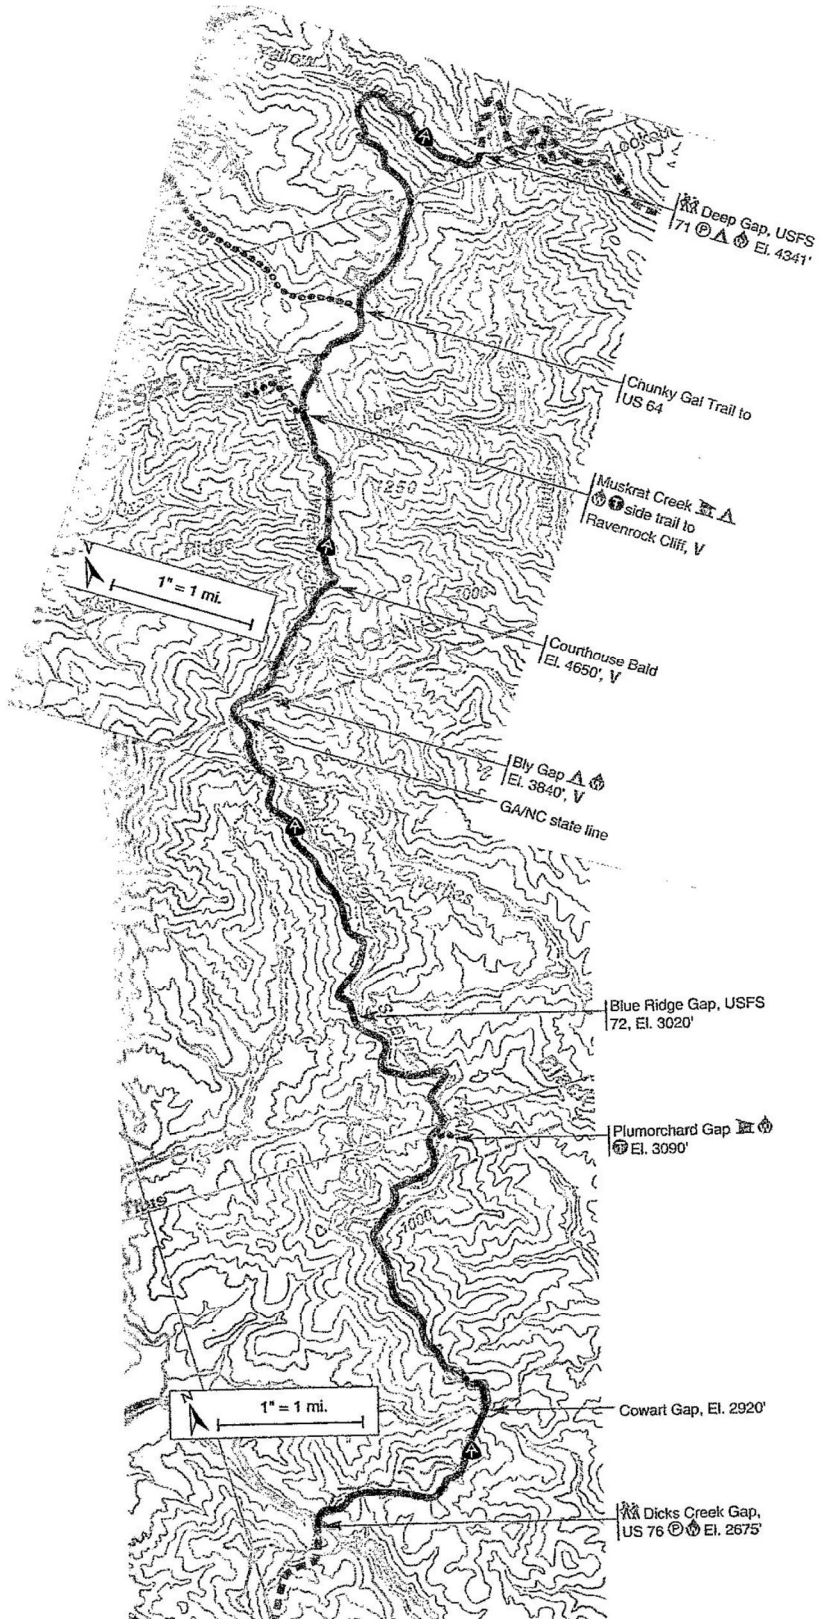 Deep Gap, USFS
71 Ⓟ El. 4341'
Chunky Gal Trail to
US 64
Muskrat Creek
side trail to
Ravenrock Cliff, V
1250
1" = 1 mi.
1000
Courthouse Bald
El. 4650', V
Bly Gap
El. 3840', V
GA/NC state line
Blue Ridge Gap, USFS
72, El. 3020'
Plumorchard Gap
El. 3090'
1000
N
1" = 1 mi.
Cowart Gap, El. 2920'
Dicks Creek Gap,
US 76 Ⓟ El. 2675'